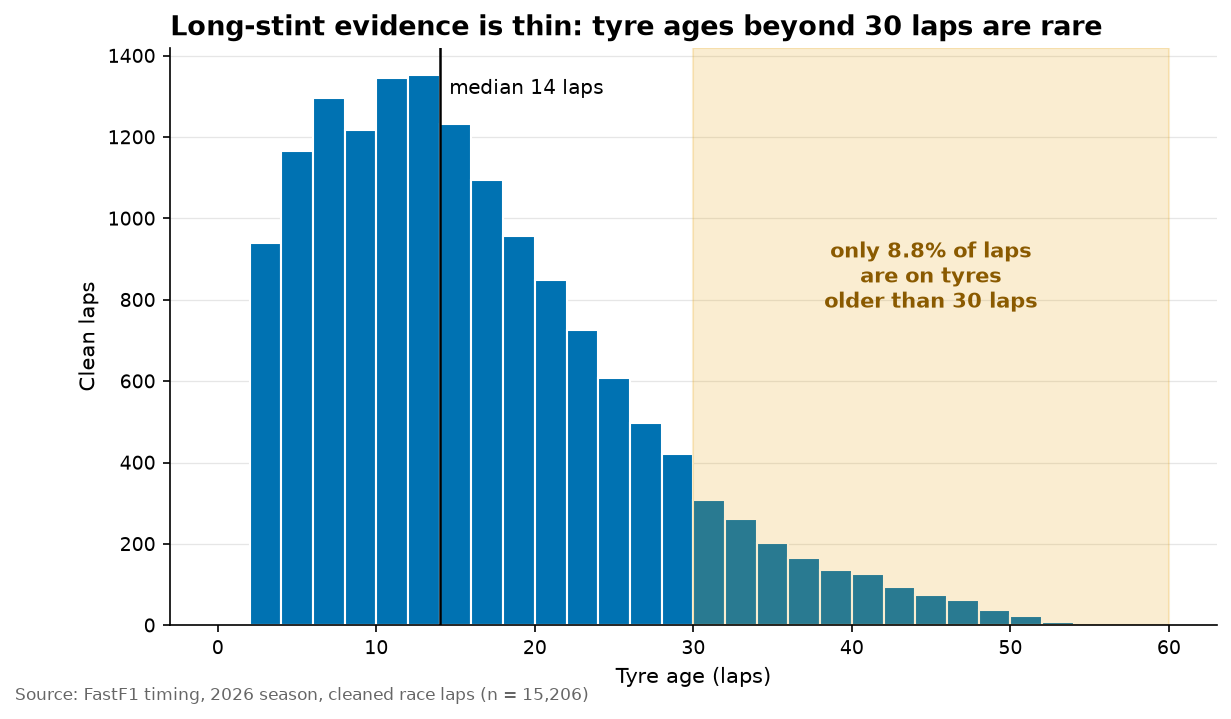 Long-stint evidence is thin: tyre ages beyond 30 laps are rare
1400
1200
1000
800
600
400
200
0
Clean laps
median 14 laps
only 8.8% of laps
are on tyres
older than 30 laps
0
10
20
30
40
50
60
Tyre age (laps)
Source: FastF1 timing, 2026 season, cleaned race laps (n = 15,206)